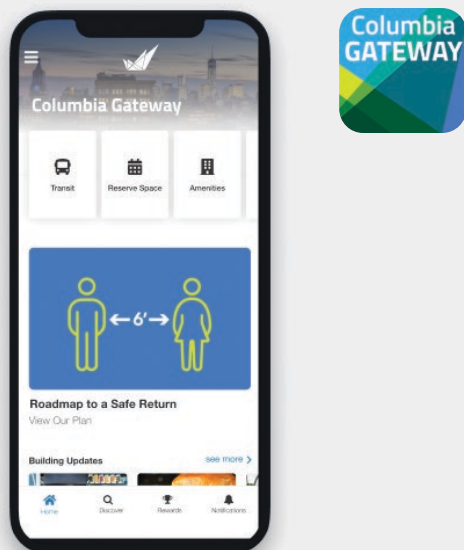 Columbia
GATEWAY
Columbia Gateway
Transit
Reserve Space
Amenities
6'
Roadmap to a Safe Return
View Our Plan
Building Updates
see more
Home
Discover
Rewards
Notifications